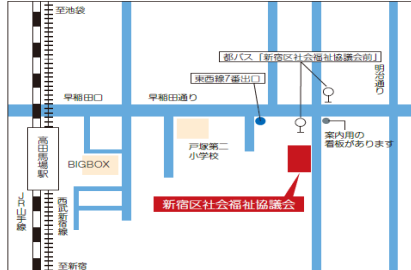 至池袋
都バス「新宿区社会福祉協議会前」
明治通り
東西線7番出口
早稲田口
早稲田通り
案内用の
看板があります
高田馬場駅
BIGBOX
戸塚第二
小学校
新宿区社会福祉協議会
JR山手線
西武新宿線
至新宿